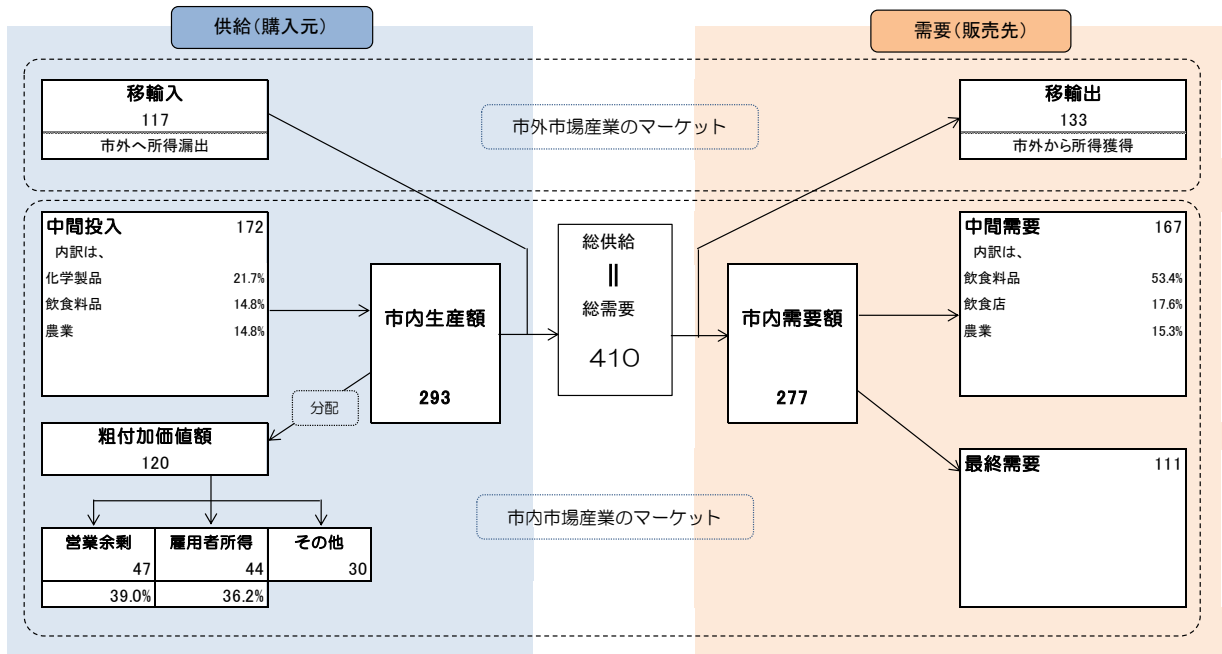 供給(購入元)
需要(販売先)
移輸入
117
市外へ所得漏出
市外市場産業のマーケット
移輸出
133
市外から所得獲得
中間投入 172
内訳は、
化学製品 21.7%
飲食料品 14.8%
農業 14.8%
市内生産額
293
総供給
||
総需要
410
市内需要額
277
中間需要 167
内訳は、
飲食料品 53.4%
飲食店 17.6%
農業 15.3%
分配
粗付加価値額
120
最終需要 111
市内市場産業のマーケット
営業余剰 雇用者所得 その他
47 44 30
39.0% 36.2%